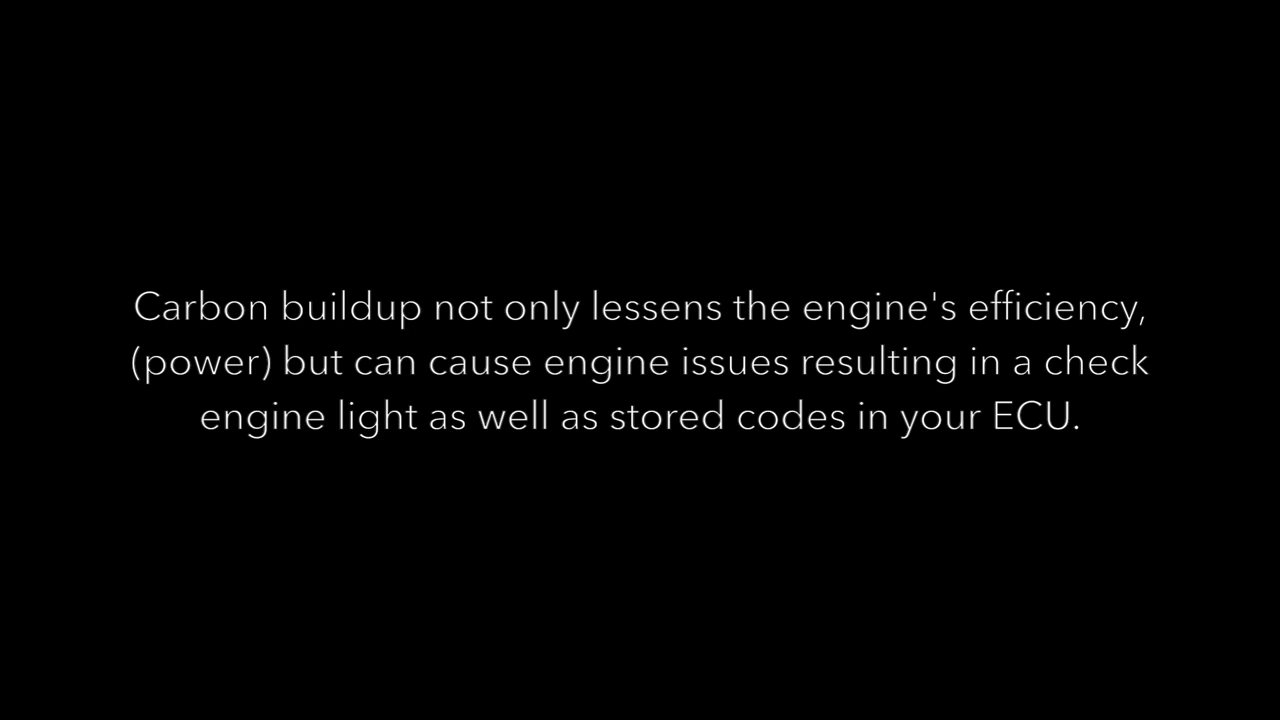 Carbon buildup not only lessens the engine's efficiency,
(power) but can cause engine issues resulting in a check
engine light as well as stored codes in your ECU.